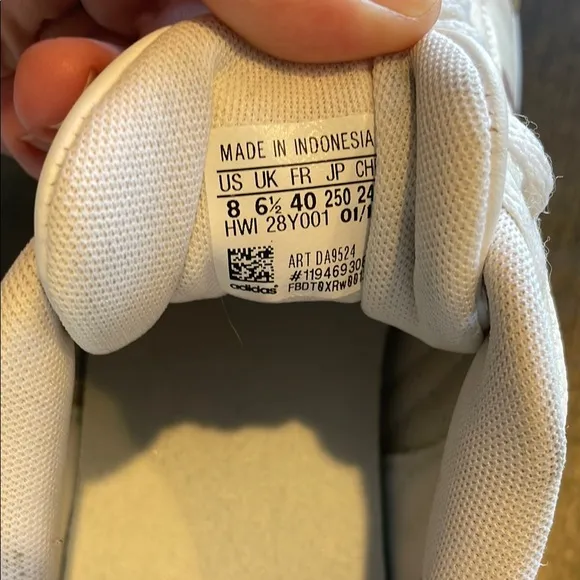 MADE IN INDONESIA
US UK FR JP CH
8 6½ 40 250 24
HWI 28Y001 01/1
ART DA9524
#11946930
adidas FBDT0XRW00